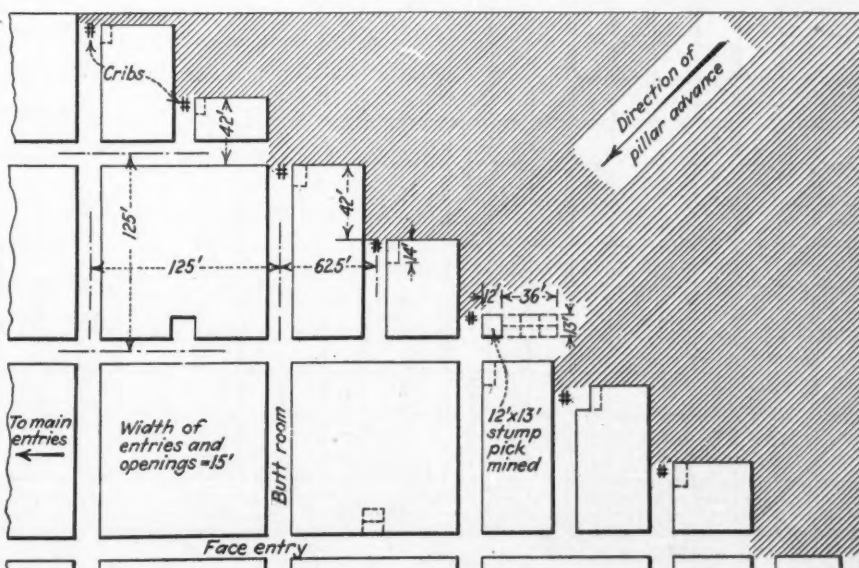 Cribs
Direction of
pillar advance
42'
125'
42'
14'
125'
62.5'
12'
36'
13'
To main
entries
Width of
entries and
openings = 15'
Butt room
12'x13'
stump
pick
mined
Face entry